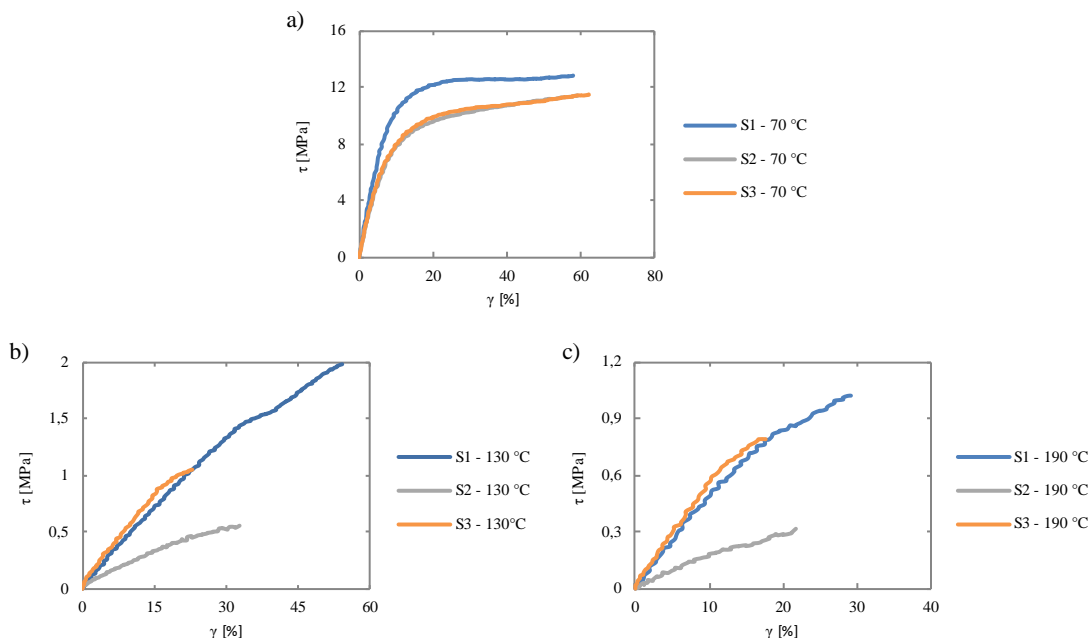 a)
16
12
8
4
0
τ [MPa]
0 20 40 60 80
γ [%]
S1 - 70 °C
S2 - 70 °C
S3 - 70 °C
b)
2
1.5
1
0.5
0
τ [MPa]
0 15 30 45 60
γ [%]
S1 - 130 °C
S2 - 130 °C
S3 - 130°C
c)
1,2
0,9
0,6
0,3
0
τ [MPa]
0 10 20 30 40
γ [%]
S1 - 190 °C
S2 - 190 °C
S3 - 190 °C